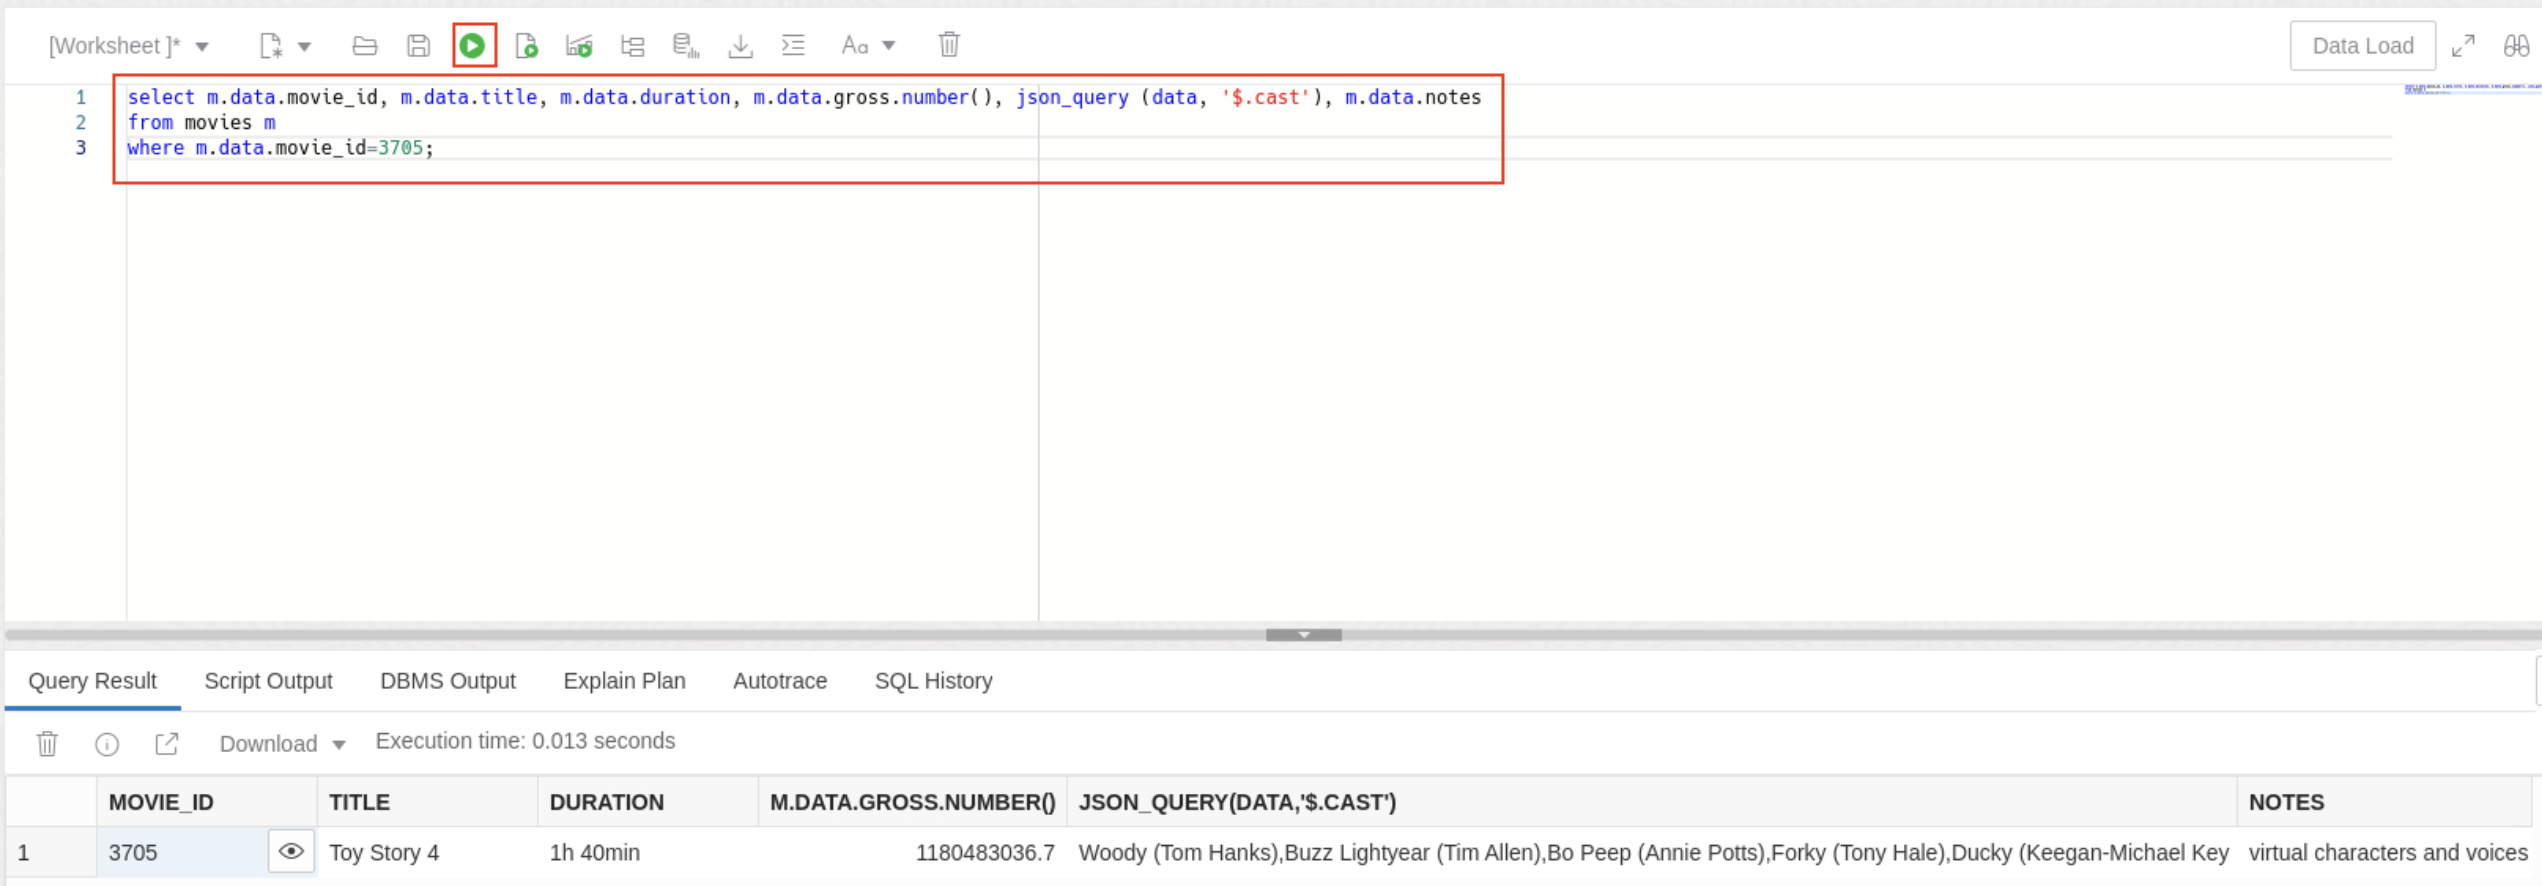 [Worksheet ]* Aa Data Load
1 select m.data.movie_id, m.data.title, m.data.duration, m.data.gross.number(), json_query (data, '$.cast'), m.data.notes
2 from movies m
3 where m.data.movie_id=3705;
Query Result Script Output DBMS Output Explain Plan Autotrace SQL History
Download Execution time: 0.013 seconds
MOVIE_ID TITLE DURATION M.DATA.GROSS.NUMBER() JSON_QUERY(DATA,'$.CAST') NOTES
1 3705 Toy Story 4 1h 40min 1180483036.7 Woody (Tom Hanks),Buzz Lightyear (Tim Allen),Bo Peep (Annie Potts),Forky (Tony Hale),Ducky (Keegan-Michael Key virtual characters and voices